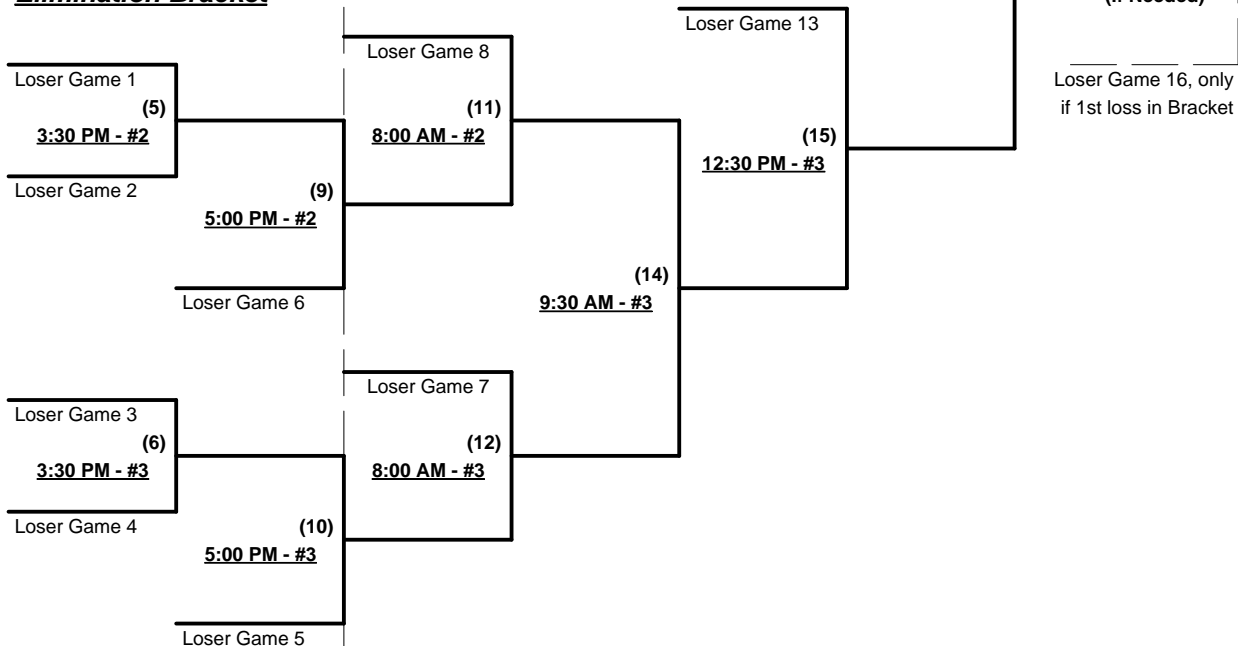 Elimination Bracket
(If Needed)
Loser Game 13
Loser Game 8
Loser Game 1
Loser Game 16, only
if 1st loss in Bracket
(5)
3:30 PM - #2
(11)
8:00 AM - #2
(15)
12:30 PM - #3
Loser Game 2
(9)
5:00 PM - #2
(14)
9:30 AM - #3
Loser Game 6
Loser Game 7
Loser Game 3
(6)
3:30 PM - #3
(12)
8:00 AM - #3
Loser Game 4
(10)
5:00 PM - #3
Loser Game 5